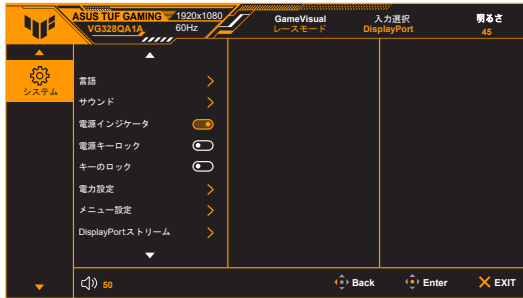 ASUS TUF GAMING
VG328QA1A
1920x1080
60Hz
GameVisual
レースモード
入力選択
DisplayPort
明るさ
45
システム
言語
サウンド
電源インジケータ
電源キーロック
キーのロック
電力設定
メニュー設定
DisplayPortストリーム
50
Back
Enter
EXIT